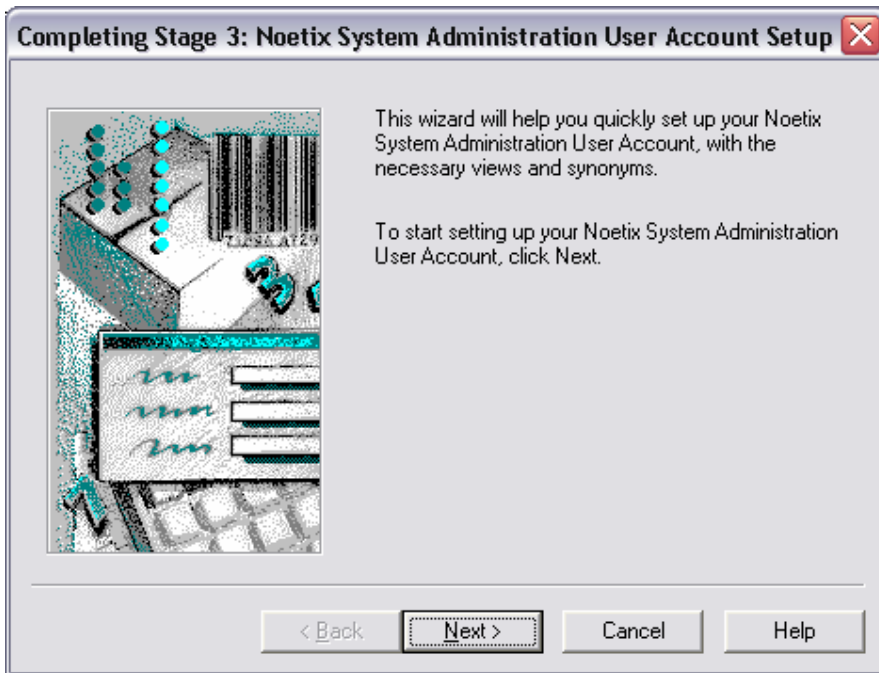 Completing Stage 3: Noetix System Administration User Account Setup
This wizard will help you quickly set up your Noetix
System Administration User Account, with the
necessary views and synonyms.
To start setting up your Noetix System Administration
User Account, click Next.
< Back
Next >
Cancel
Help